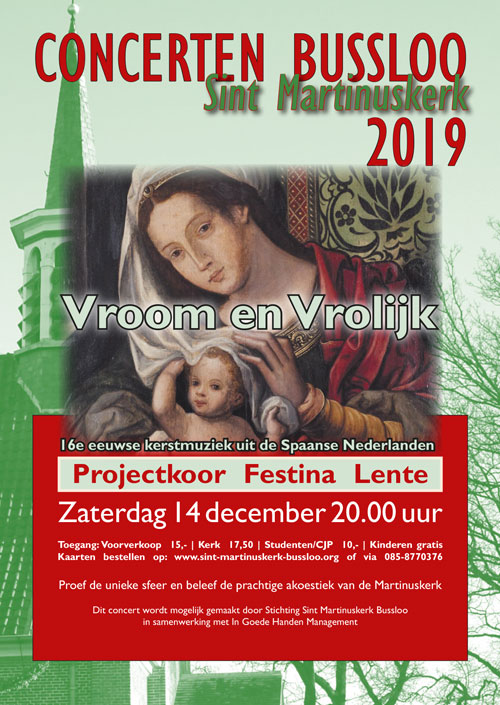 CONCERTEN BUSSLOO
Sint Martinuskerk
2019
Vroom en Vrolijk
16e eeuwse kerstmuziek uit de Spaanse Nederlanden
Projectkoor Festina Lente
Zaterdag 14 december 20.00 uur
Toegang: Voorverkoop 15,- | Kerk 17,50 | Studenten/CJP 10,- | Kinderen gratis
Kaarten bestellen op: www.sint-martinuskerk-bussloo.org of via 085-8770376
Proef de unieke sfeer en beleef de prachtige akoestiek van de Martinuskerk
Dit concert wordt mogelijk gemaakt door Stichting Sint Martinuskerk Bussloo
in samenwerking met In Goede Handen Management